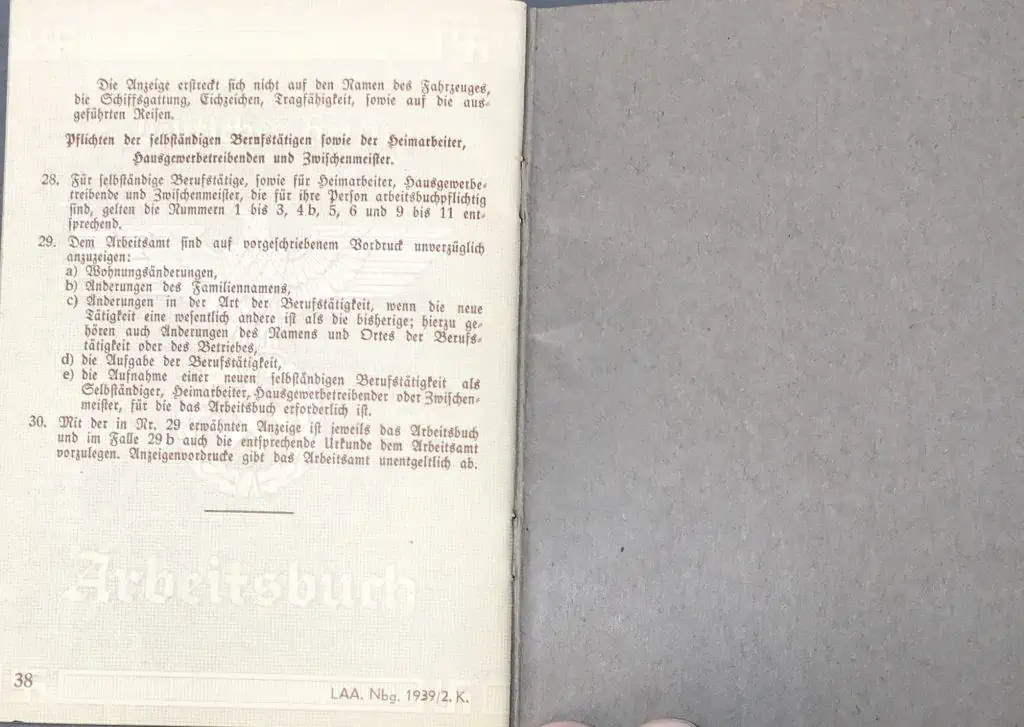 Die Anzeige erstreckt sich nicht auf den Namen des Fahrzeuges,
die Schiffsgattung, Eichzeichen, Tragfähigkeit, sowie auf die aus-
geführten Reisen.
Pflichten der selbständigen Berufstätigen sowie der Heimarbeiter,
Hausgewerbetreibenden und Zwischenmeister.
28. Für selbständige Berufstätige, sowie für Heimarbeiter, Hausgewerbe-
treibende und Zwischenmeister, die für ihre Person arbeitsbuchpflichtig
sind, gelten die Nummern 1 bis 3, 4b, 5, 6 und 9 bis 11 ent-
sprechend.
29. Dem Arbeitsamt sind auf vorgeschriebenem Vordruck unverzüglich
anzuzeigen:
a) Wohnungsänderungen,
b) Änderungen des Familiennamens,
c) Änderungen in der Art der Berufstätigkeit, wenn die neue
Tätigkeit eine wesentlich andere ist als die bisherige; hierzu ge-
hören auch Änderungen des Namens und Ortes der Berufs-
tätigkeit oder des Betriebes,
d) die Aufgabe der Berufstätigkeit,
e) die Aufnahme einer neuen selbständigen Berufstätigkeit als
Selbständiger, Heimarbeiter, Hausgewerbetreibender oder Zwischen-
meister, für die das Arbeitsbuch erforderlich ist.
30. Mit der in Nr. 29 erwähnten Anzeige ist jeweils das Arbeitsbuch
und im Falle 29b auch die entsprechende Urkunde dem Arbeitsamt
vorzulegen. Anzeigenvordrucke gibt das Arbeitsamt unentgeltlich ab.
Arbeitsbuch
38
LAA. Nbg. 1939/2. K.